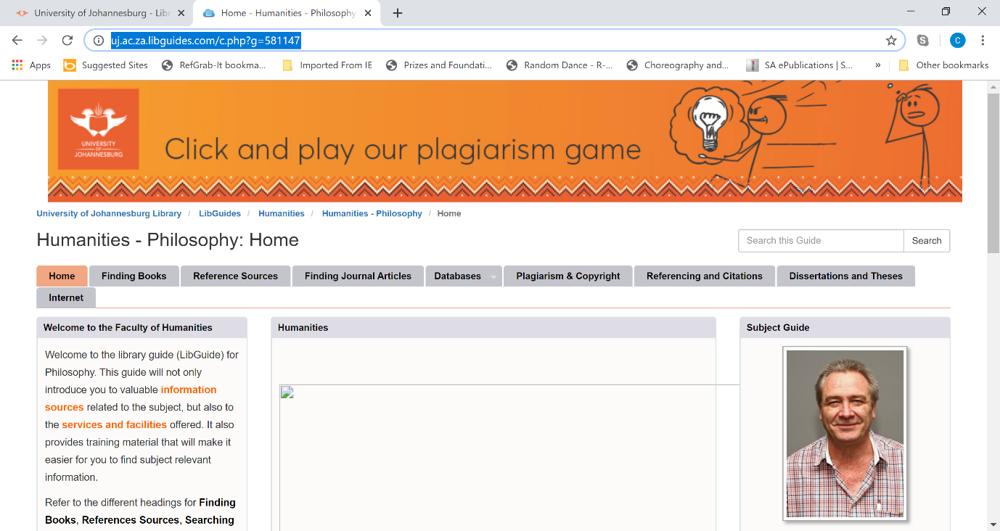 University of Johannesburg - Libr
Home - Humanities - Philosophy
uj.ac.za.libguides.com/c.php?g=581147
C
Apps
Suggested Sites
RefGrab-It bookma...
Imported From IE
Prizes and Foundati...
Random Dance - R-...
Choreography and...
SA ePublications | S...
»
Other bookmarks
UNIVERSITY
OF
JOHANNESBURG
Click and play our plagiarism game
University of Johannesburg Library / LibGuides / Humanities / Humanities - Philosophy / Home
Humanities - Philosophy: Home
Search this Guide
Search
Home
Finding Books
Reference Sources
Finding Journal Articles
Databases
Plagiarism & Copyright
Referencing and Citations
Dissertations and Theses
Internet
Welcome to the Faculty of Humanities
Welcome to the library guide (LibGuide) for
Philosophy. This guide will not only
introduce you to valuable information
sources related to the subject, but also to
the services and facilities offered. It also
provides training material that will make it
easier for you to find subject relevant
information.
Refer to the different headings for Finding
Books, References Sources, Searching
Humanities
Subject Guide